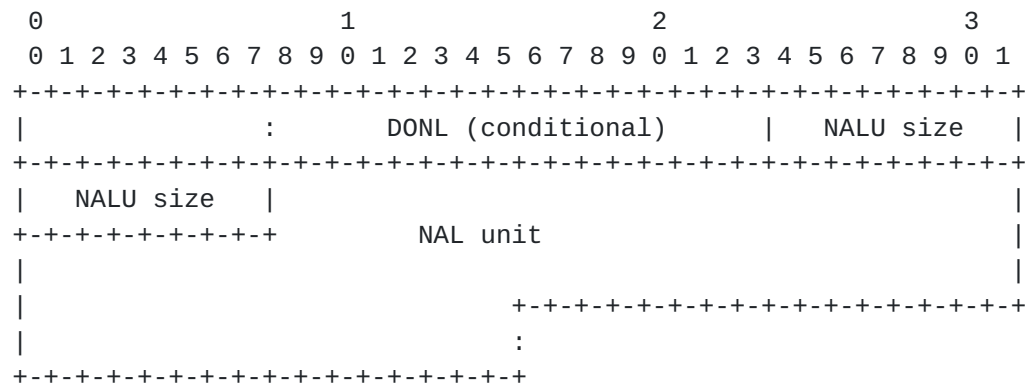 0                   1                   2                   3
 0 1 2 3 4 5 6 7 8 9 0 1 2 3 4 5 6 7 8 9 0 1 2 3 4 5 6 7 8 9 0 1
+-+-+-+-+-+-+-+-+-+-+-+-+-+-+-+-+-+-+-+-+-+-+-+-+-+-+-+-+-+-+-+-+
|               :       DONL (conditional)      |   NALU size   |
+-+-+-+-+-+-+-+-+-+-+-+-+-+-+-+-+-+-+-+-+-+-+-+-+-+-+-+-+-+-+-+-+
|   NALU size   |                                               |
+-+-+-+-+-+-+-+-+         NAL unit                              |
|                                                               |
|                               +-+-+-+-+-+-+-+-+-+-+-+-+-+-+-+-+
|                               :
+-+-+-+-+-+-+-+-+-+-+-+-+-+-+-+-+